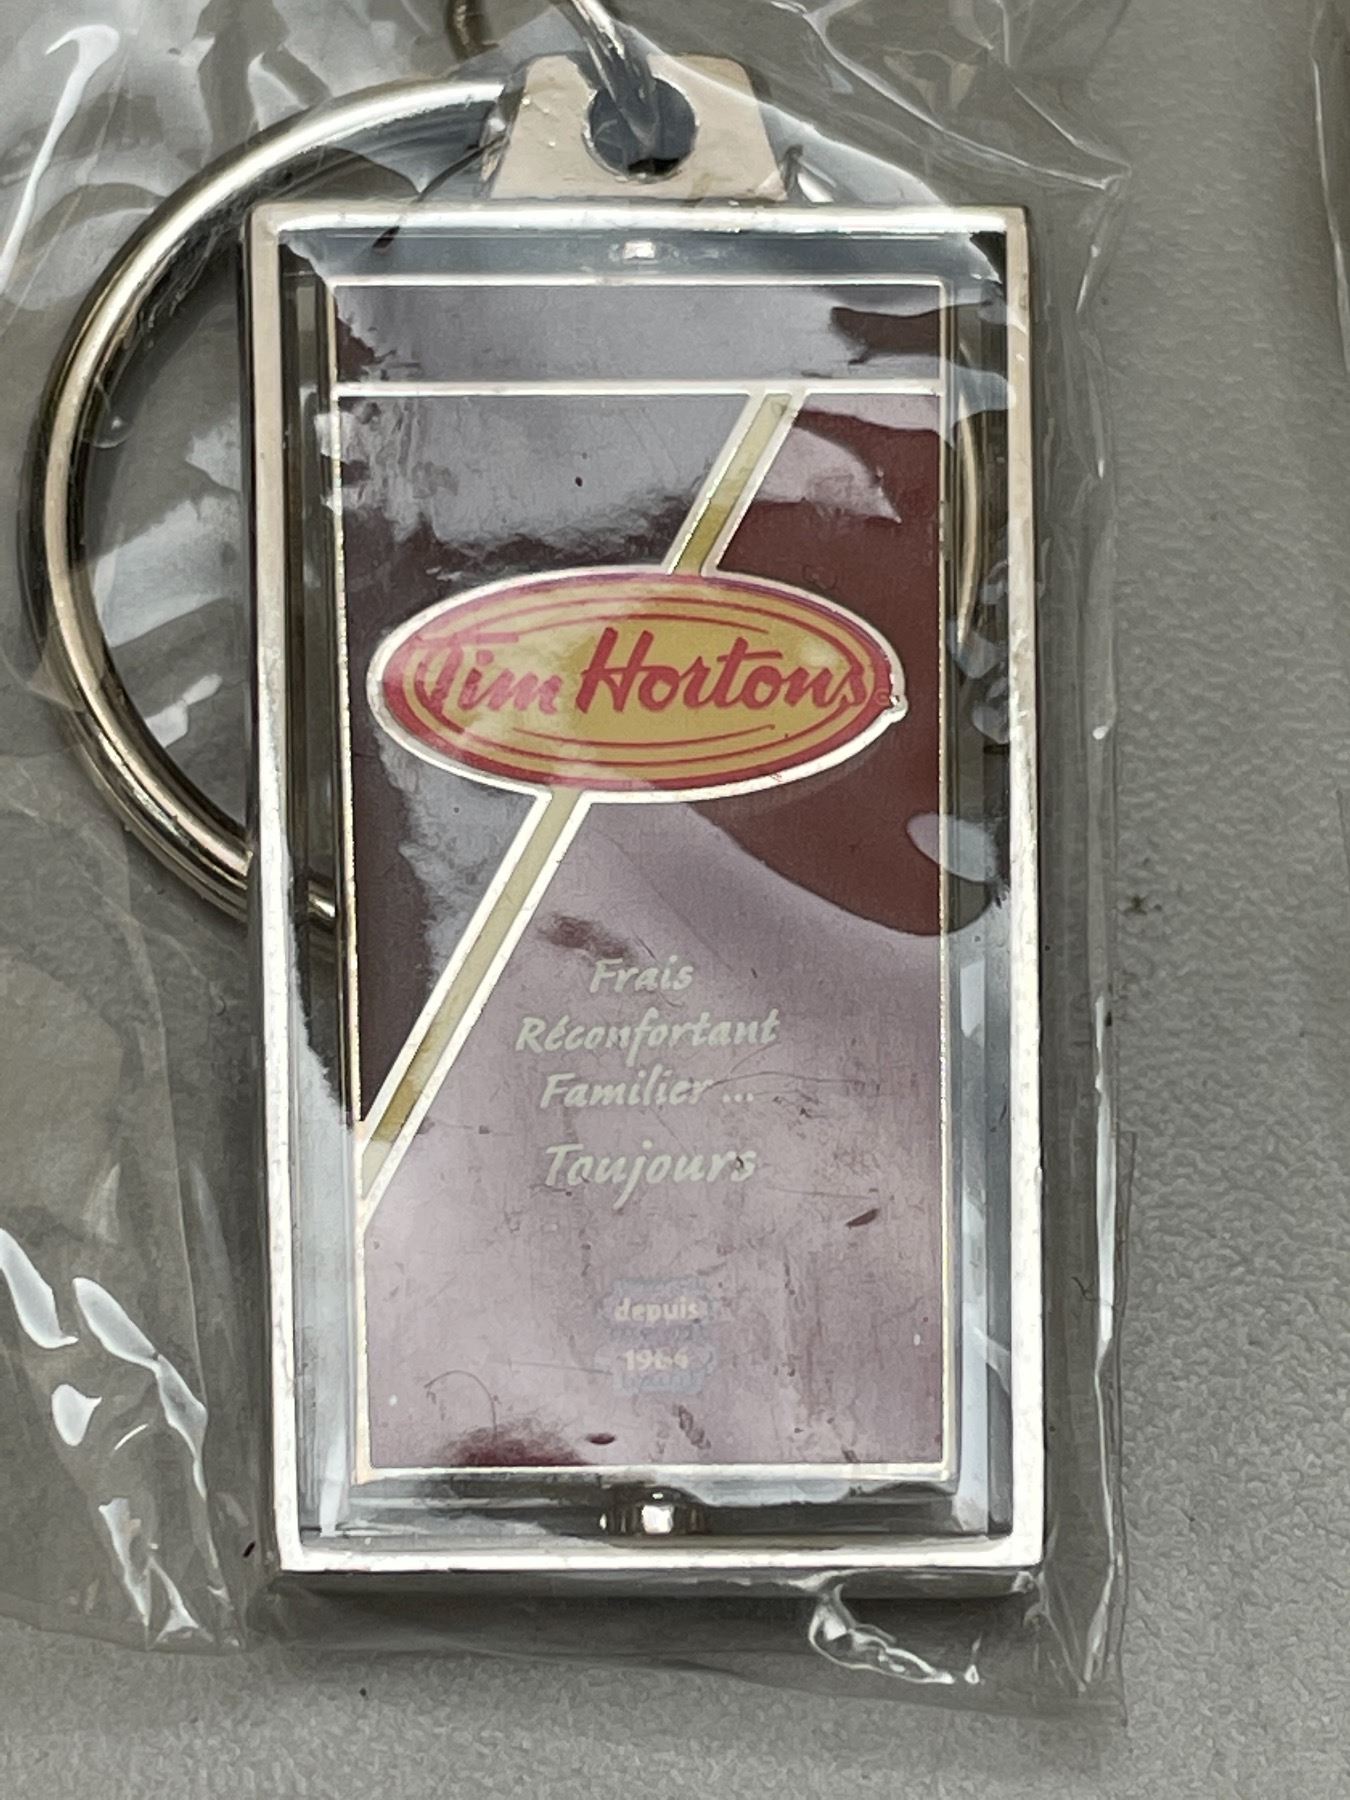 Tim Hortons
Frais
Réconfortant
Familier ...
Toujours
depuis
1964